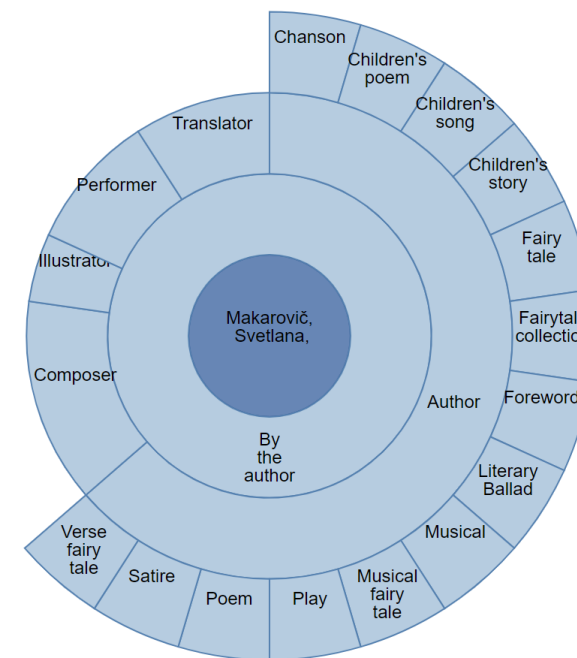 Chanson
Children's
poem
Children's
song
Children's
story
Fairy
tale
Fairytal
collectic
Foreword
Literary
Ballad
Musical
Musical
fairy
tale
Play
Poem
Satire
Verse
fairy
tale
Translator
Performer
Illustrator
Composer
Author
Makarovič,
Svetlana,
By
the
author